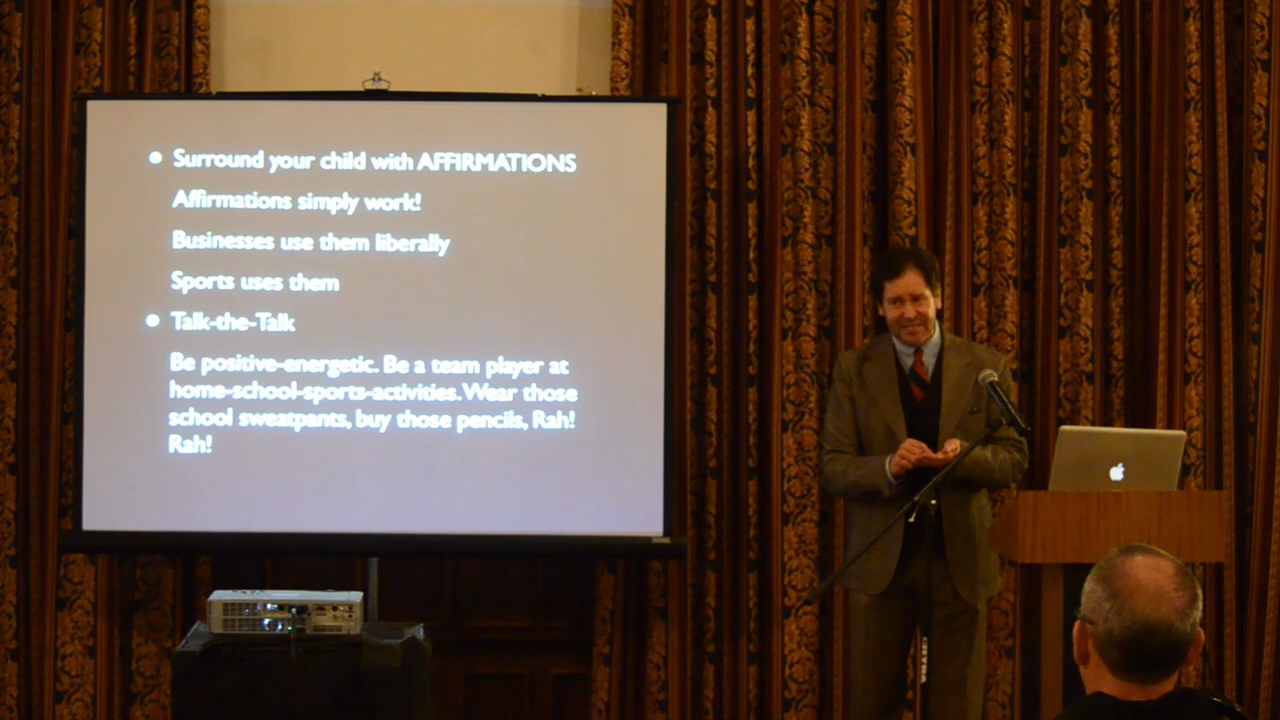 • Surround your child with AFFIRMATIONS
Affirmations simply work!
Businesses use them liberally
Sports uses them
• Talk-the-Talk
Be positive-energetic. Be a team player at
home-school-sports-activities. Wear those
school sweatpants, buy those pencils, Rah!
Rah!